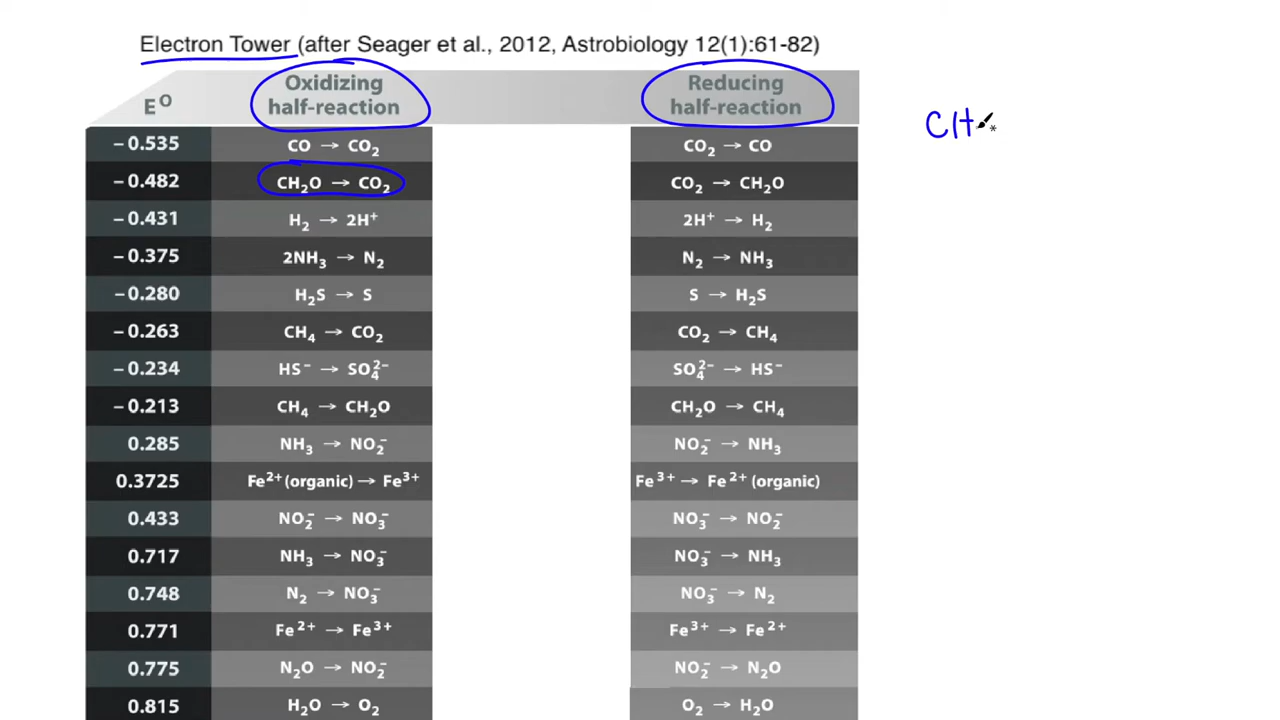 Electron Tower (after Seager et al., 2012, Astrobiology 12(1):61-82)
E⁰ Oxidizing half-reaction Reducing half-reaction
−0.535 CO → CO₂ CO₂ → CO
−0.482 CH₂O → CO₂ CO₂ → CH₂O
−0.431 H₂ → 2H⁺ 2H⁺ → H₂
−0.375 2NH₃ → N₂ N₂ → NH₃
−0.280 H₂S → S S → H₂S
−0.263 CH₄ → CO₂ CO₂ → CH₄
−0.234 HS⁻ → SO₄²⁻ SO₄²⁻ → HS⁻
−0.213 CH₄ → CH₂O CH₂O → CH₄
0.285 NH₃ → NO₂⁻ NO₂⁻ → NH₃
0.3725 Fe²⁺(organic) → Fe³⁺ Fe³⁺ → Fe²⁺(organic)
0.433 NO₂⁻ → NO₃⁻ NO₃⁻ → NO₂⁻
0.717 NH₃ → NO₃⁻ NO₃⁻ → NH₃
0.748 N₂ → NO₃⁻ NO₃⁻ → N₂
0.771 Fe²⁺ → Fe³⁺ Fe³⁺ → Fe²⁺
0.775 N₂O → NO₂⁻ NO₂⁻ → N₂O
0.815 H₂O → O₂ O₂ → H₂O
CH